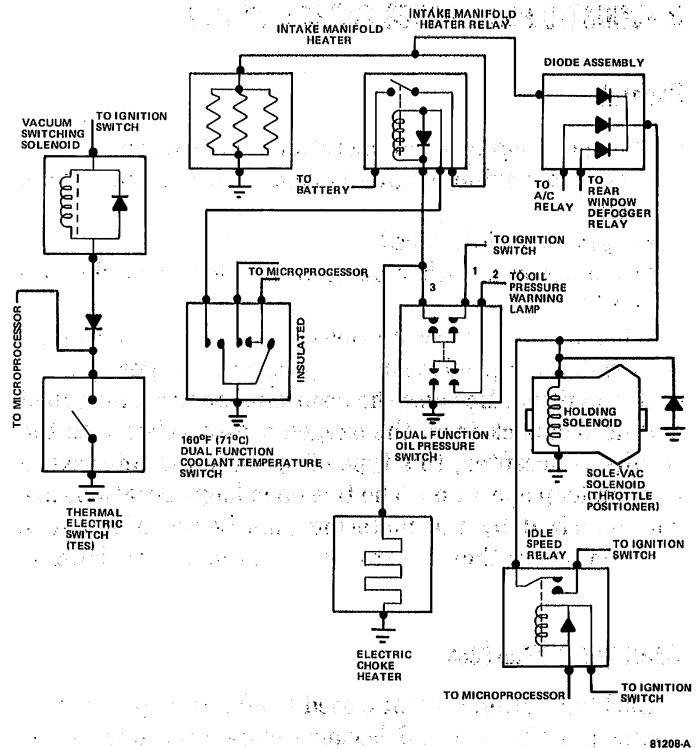 INTAKE MANIFOLD
HEATER
INTAKE MANIFOLD
HEATER RELAY
DIODE ASSEMBLY
VACUUM
SWITCHING
SOLENOID
TO IGNITION
SWITCH
TO
BATTERY
TO
A/C
RELAY
TO
REAR
WINDOW
DEFOGGER
RELAY
TO MICROPROCESSOR
TO IGNITION
SWITCH
3
1
2
TO OIL
PRESSURE
WARNING
LAMP
TO MICROPROCESSOR
INSULATED
HOLDING
SOLENOID
160°F (71°C)
DUAL FUNCTION
COOLANT TEMPERATURE
SWITCH
DUAL FUNCTION
OIL PRESSURE
SWITCH
SOLE-VAC
SOLENOID
(THROTTLE
POSITIONER)
THERMAL
ELECTRIC
SWITCH
(TES)
IDLE
SPEED
RELAY
TO IGNITION
SWITCH
ELECTRIC
CHOKE
HEATER
TO MICROPROCESSOR
TO IGNITION
SWITCH
81208-A